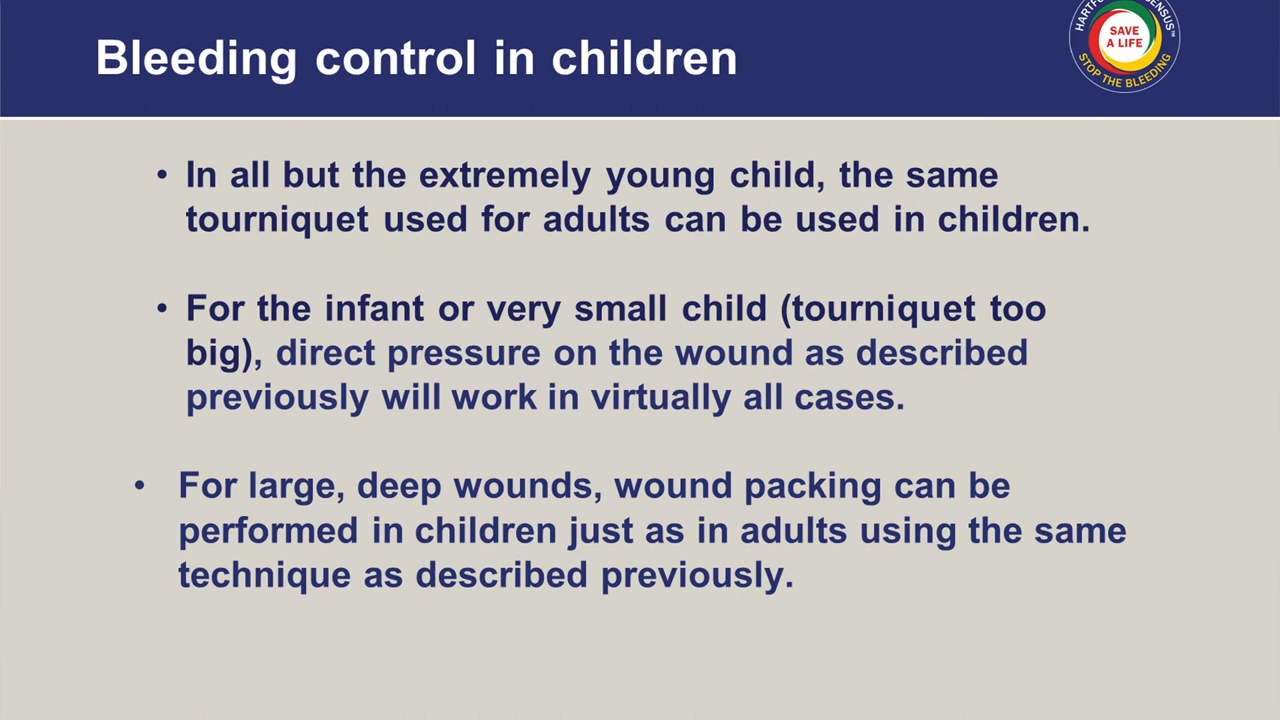 Bleeding control in children
SAVE
A LIFE
STOP THE BLEEDING
• In all but the extremely young child, the same
tourniquet used for adults can be used in children.
• For the infant or very small child (tourniquet too
big), direct pressure on the wound as described
previously will work in virtually all cases.
• For large, deep wounds, wound packing can be
performed in children just as in adults using the same
technique as described previously.